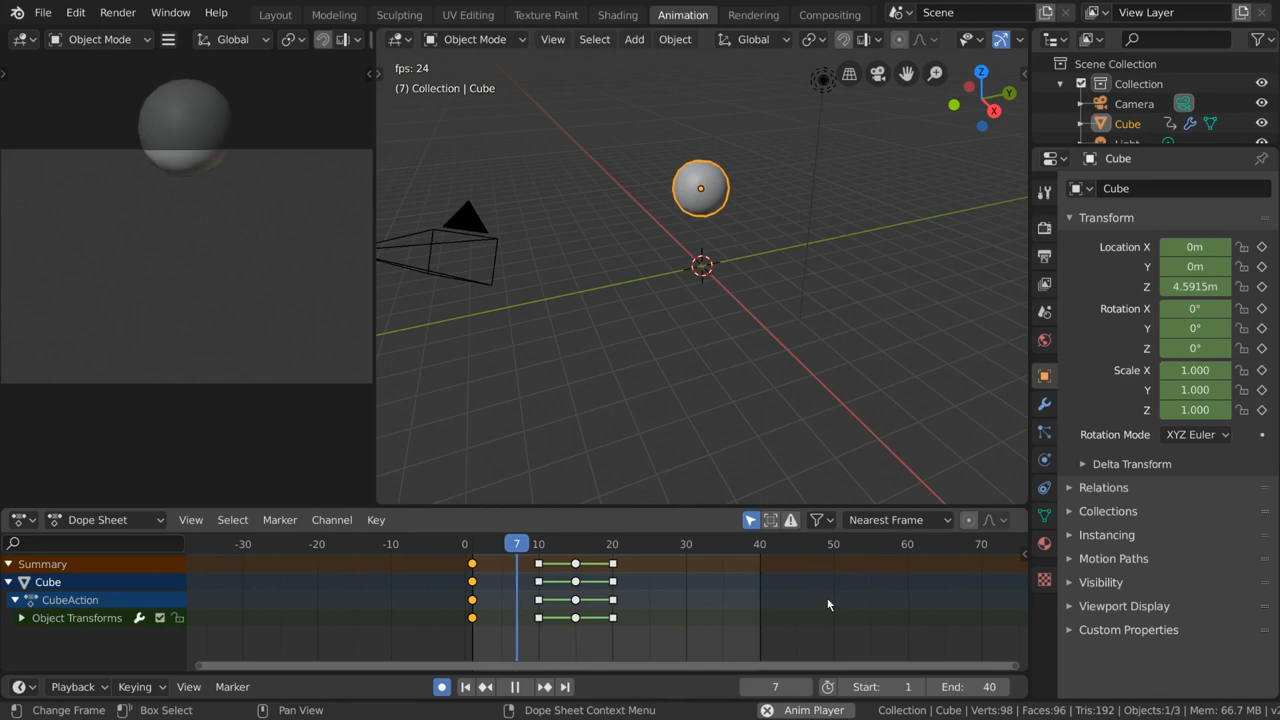 File Edit Render Window Help Layout Modeling Sculpting UV Editing Texture Paint Shading Animation Rendering Compositing Scene View Layer
Object Mode Global Object Mode View Select Add Object Global
fps: 24
(7) Collection | Cube
Z
Y
X
Scene Collection
Collection
Camera
Cube
Light
Cube
Cube
Transform
Location X 0m
Y 0m
Z 4.5915m
Rotation X 0°
Y 0°
Z 0°
Scale X 1.000
Y 1.000
Z 1.000
Rotation Mode XYZ Euler
Delta Transform
Relations
Collections
Instancing
Motion Paths
Visibility
Viewport Display
Custom Properties
Dope Sheet View Select Marker Channel Key Nearest Frame
-30 -20 -10 0 7 10 20 30 40 50 60 70
Summary
Cube
CubeAction
Object Transforms
Playback Keying View Marker 7 Start: 1 End: 40
Change Frame Box Select Pan View Dope Sheet Context Menu Anim Player Collection | Cube | Verts:98 | Faces:96 | Tris:192 | Objects:1/3 | Mem: 66.7 MB | v2